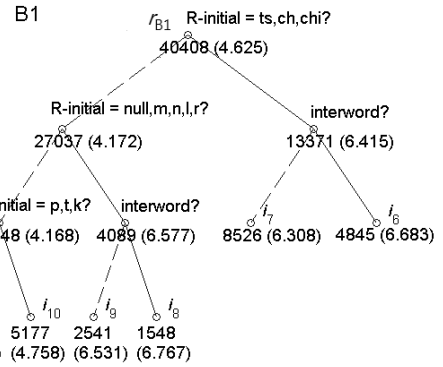 B1
r_B1 R-initial = ts,ch,chi?
40408 (4.625)
R-initial = null,m,n,l,r?
27037 (4.172)
interword?
13371 (6.415)
nitial = p,t,k?
48 (4.168)
interword?
4089 (6.577)
i7
8526 (6.308)
i6
4845 (6.683)
i10
5177
(4.758)
i9
2541
(6.531)
i8
1548
(6.767)